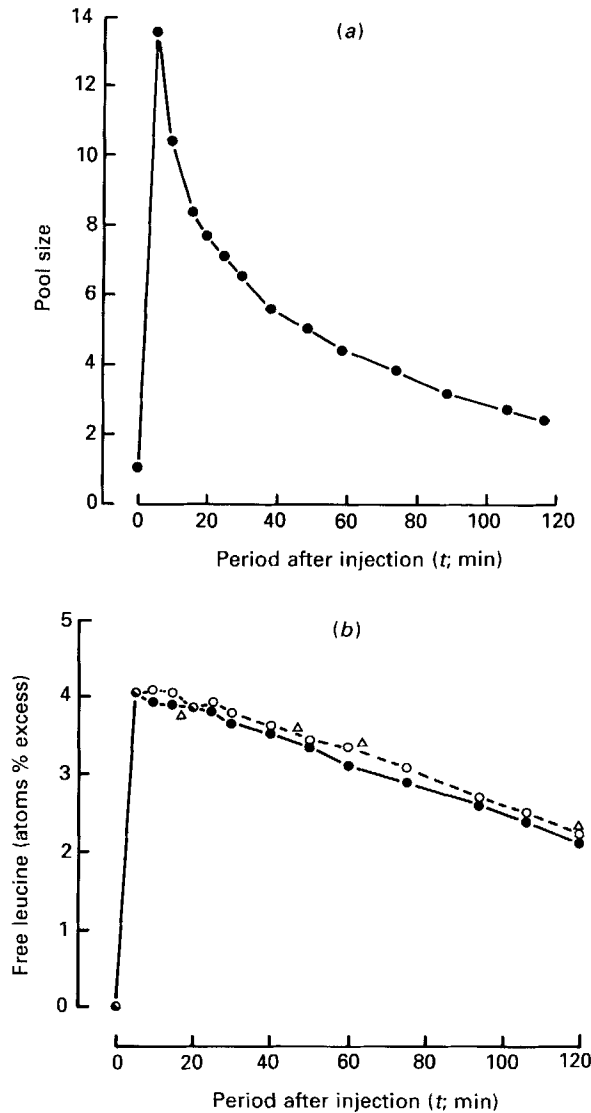 (a)
Pool size
14
12
10
8
6
4
2
0
0 20 40 60 80 100 120
Period after injection (t; min)
(b)
Free leucine (atoms % excess)
5
4
3
2
1
0
0 20 40 60 80 100 120
Period after injection (t; min)